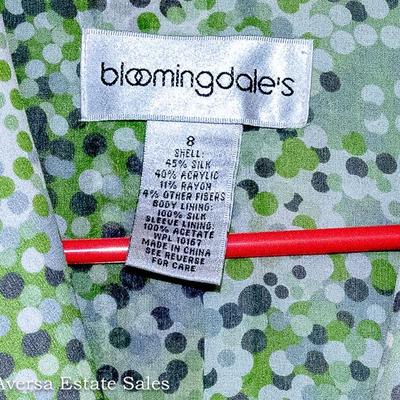 bloomingdale's
8
SHELL:
45% SILK
40% ACRYLIC
11% RAYON
4% OTHER FIBERS
BODY LINING:
100% SILK
SLEEVE LINING:
100% ACETATE
WPL 10167
MADE IN CHINA
SEE REVERSE
FOR CARE
Aversa Estate Sales